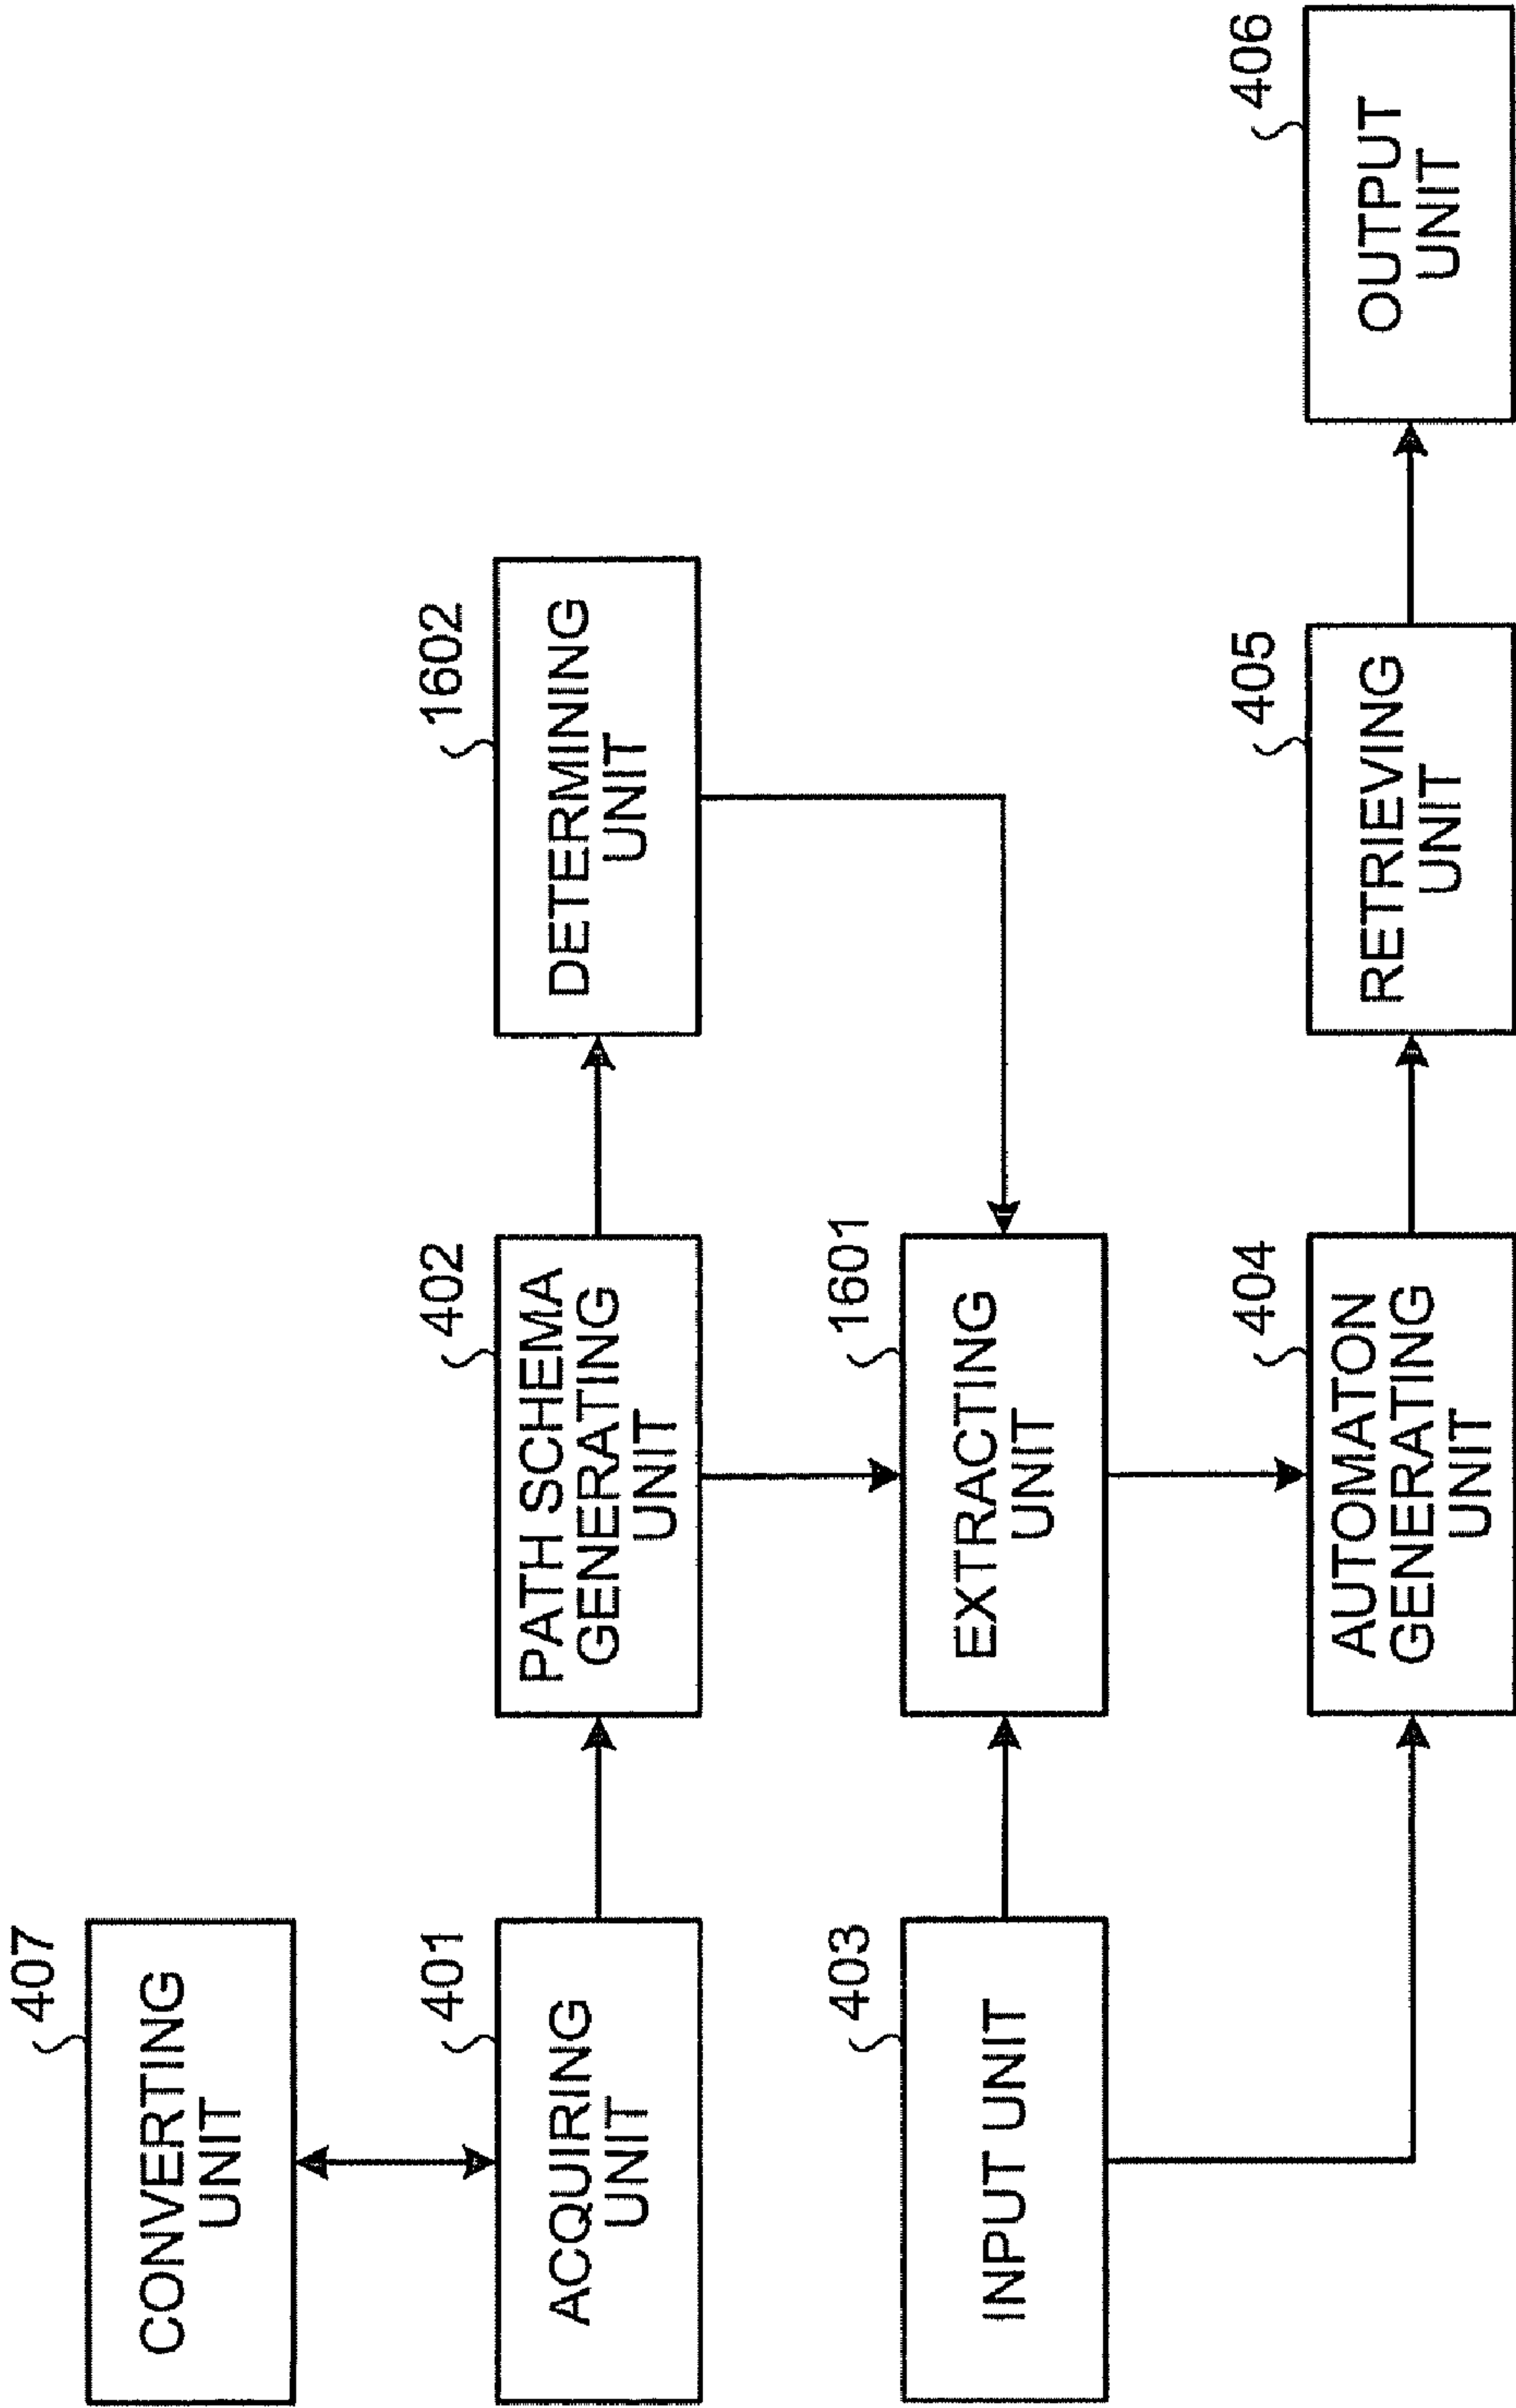 407
CONVERTING
UNIT
401
ACQUIRING
UNIT
402
PATH SCHEMA
GENERATING
UNIT
1602
DETERMINING
UNIT
403
INPUT UNIT
1601
EXTRACTING
UNIT
404
AUTOMATON
GENERATING
UNIT
405
RETRIEVING
UNIT
406
OUTPUT
UNIT